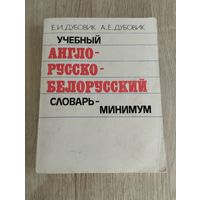 Е.И.ДУБОВИК А.Е.ДУБОВИК
УЧЕБНЫЙ
АНГЛО-
РУССКО-
БЕЛОРУССКИЙ
СЛОВАРЬ-
МИНИМУМ